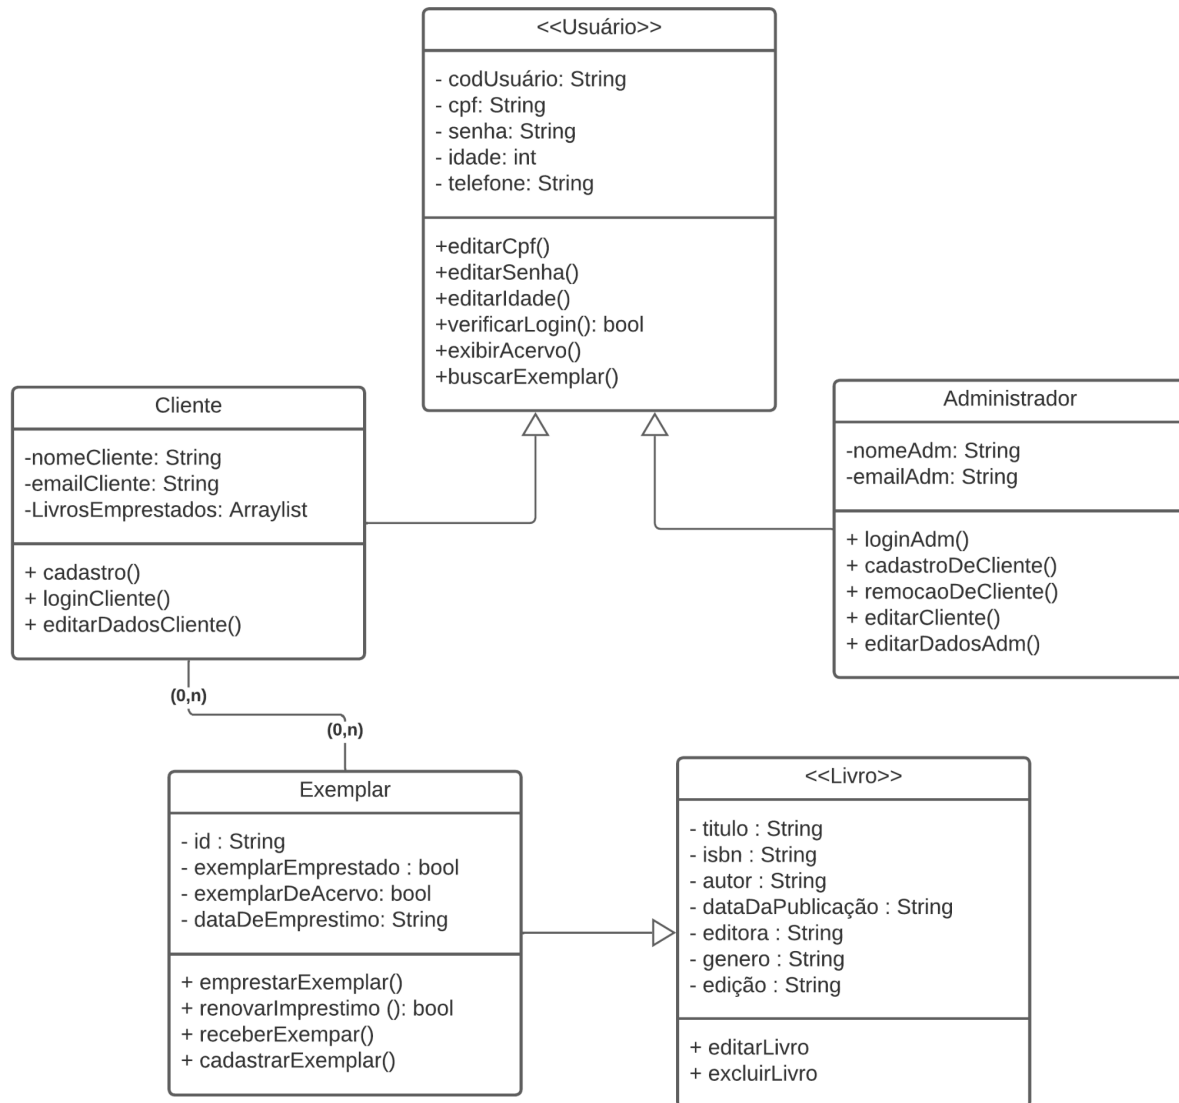 <<Usuário>>
- codUsuário: String
- cpf: String
- senha: String
- idade: int
- telefone: String
+editarCpf()
+editarSenha()
+editarIdade()
+verificarLogin(): bool
+exibirAcervo()
+buscarExemplar()
Cliente
-nomeCliente: String
-emailCliente: String
-LivrosEmprestados: Arraylist
+ cadastro()
+ loginCliente()
+ editarDadosCliente()
Administrador
-nomeAdm: String
-emailAdm: String
+ loginAdm()
+ cadastroDeCliente()
+ remocaoDeCliente()
+ editarCliente()
+ editarDadosAdm()
(0,n)
(0,n)
Exemplar
- id : String
- exemplarEmprestado : bool
- exemplarDeAcervo: bool
- dataDeEmprestimo: String
+ emprestarExemplar()
+ renovarImprestimo (): bool
+ receberExempar()
+ cadastrarExemplar()
<<Livro>>
- titulo : String
- isbn : String
- autor : String
- dataDaPublicação : String
- editora : String
- genero : String
- edição : String
+ editarLivro
+ excluirLivro